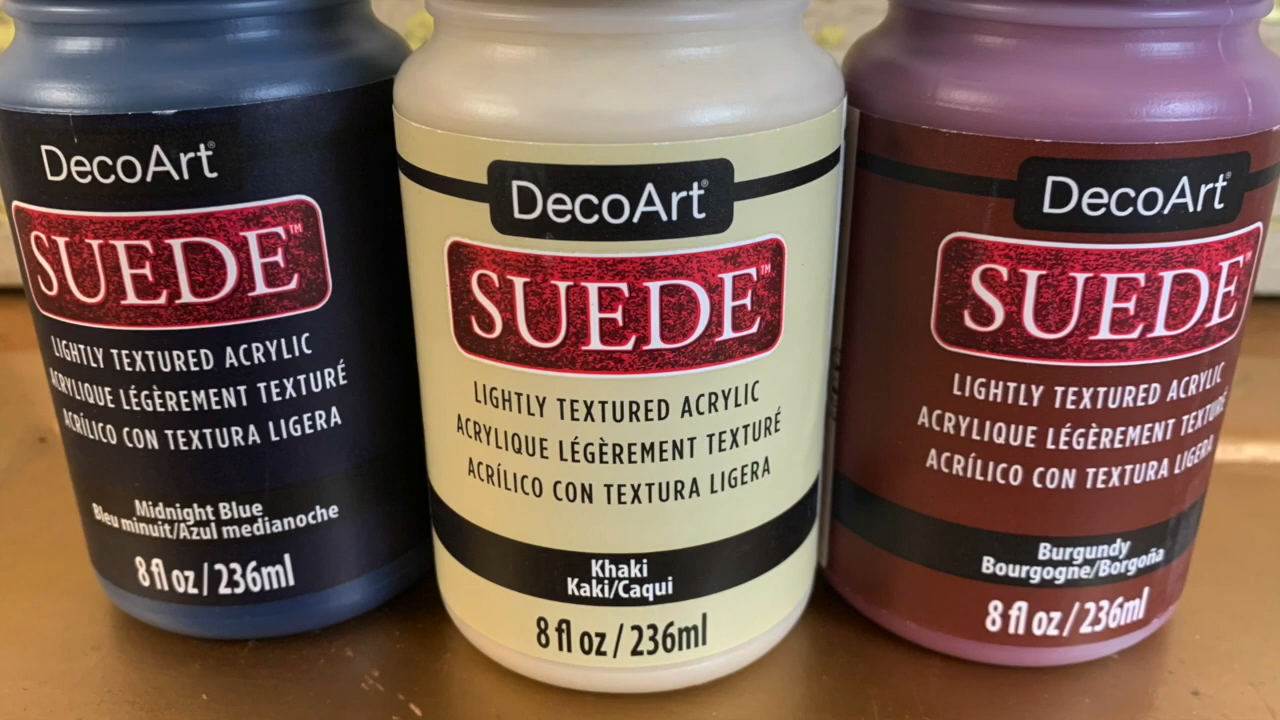 DecoArt®
SUEDE™
LIGHTLY TEXTURED ACRYLIC
ACRYLIQUE LÉGÈREMENT TEXTURÉ
ACRÍLICO CON TEXTURA LIGERA
Midnight Blue
Bleu minuit/Azul medianoche
8 fl oz / 236ml
DecoArt®
SUEDE™
LIGHTLY TEXTURED ACRYLIC
ACRYLIQUE LÉGÈREMENT TEXTURÉ
ACRÍLICO CON TEXTURA LIGERA
Khaki
Kaki/Caqui
8 fl oz / 236ml
DecoArt®
SUEDE™
LIGHTLY TEXTURED ACRYLIC
ACRYLIQUE LÉGÈREMENT TEXTURÉ
ACRÍLICO CON TEXTURA LIGERA
Burgundy
Bourgogne/Borgoña
8 fl oz / 236ml